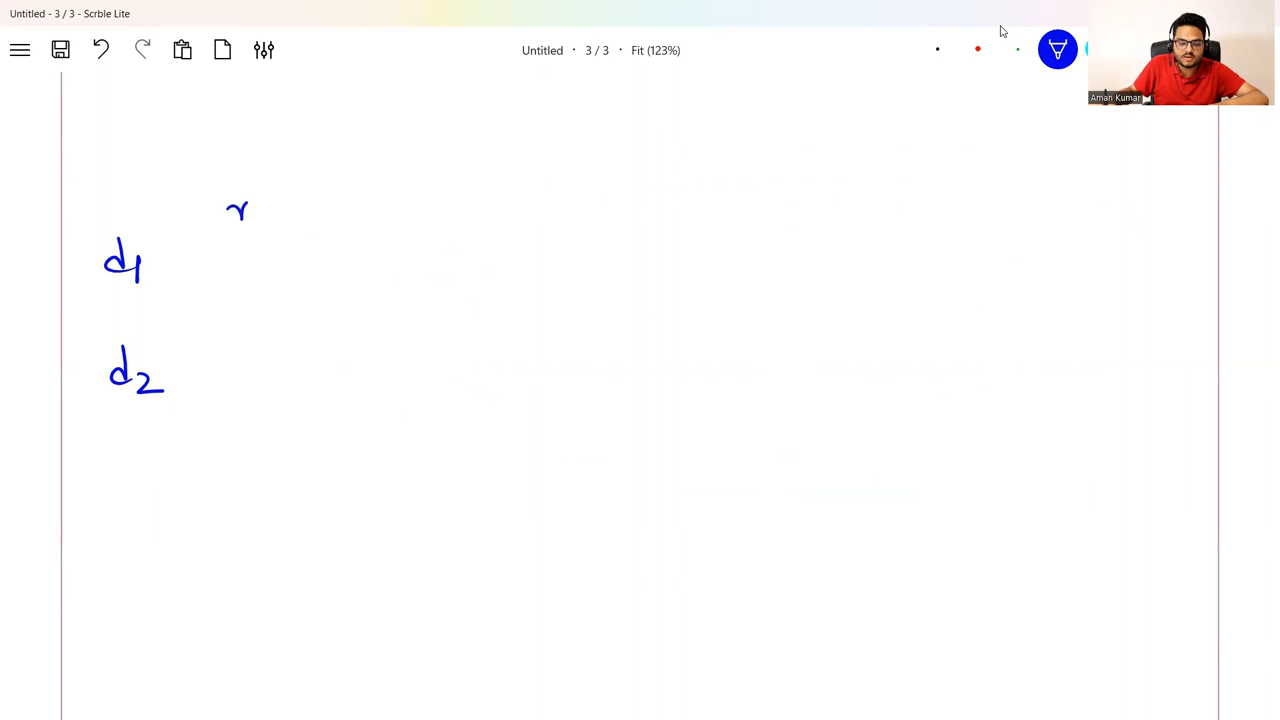 Untitled - 3 / 3 - Scrble Lite
Untitled · 3 / 3 · Fit (123%)
Aman Kumar
r
d1
d2